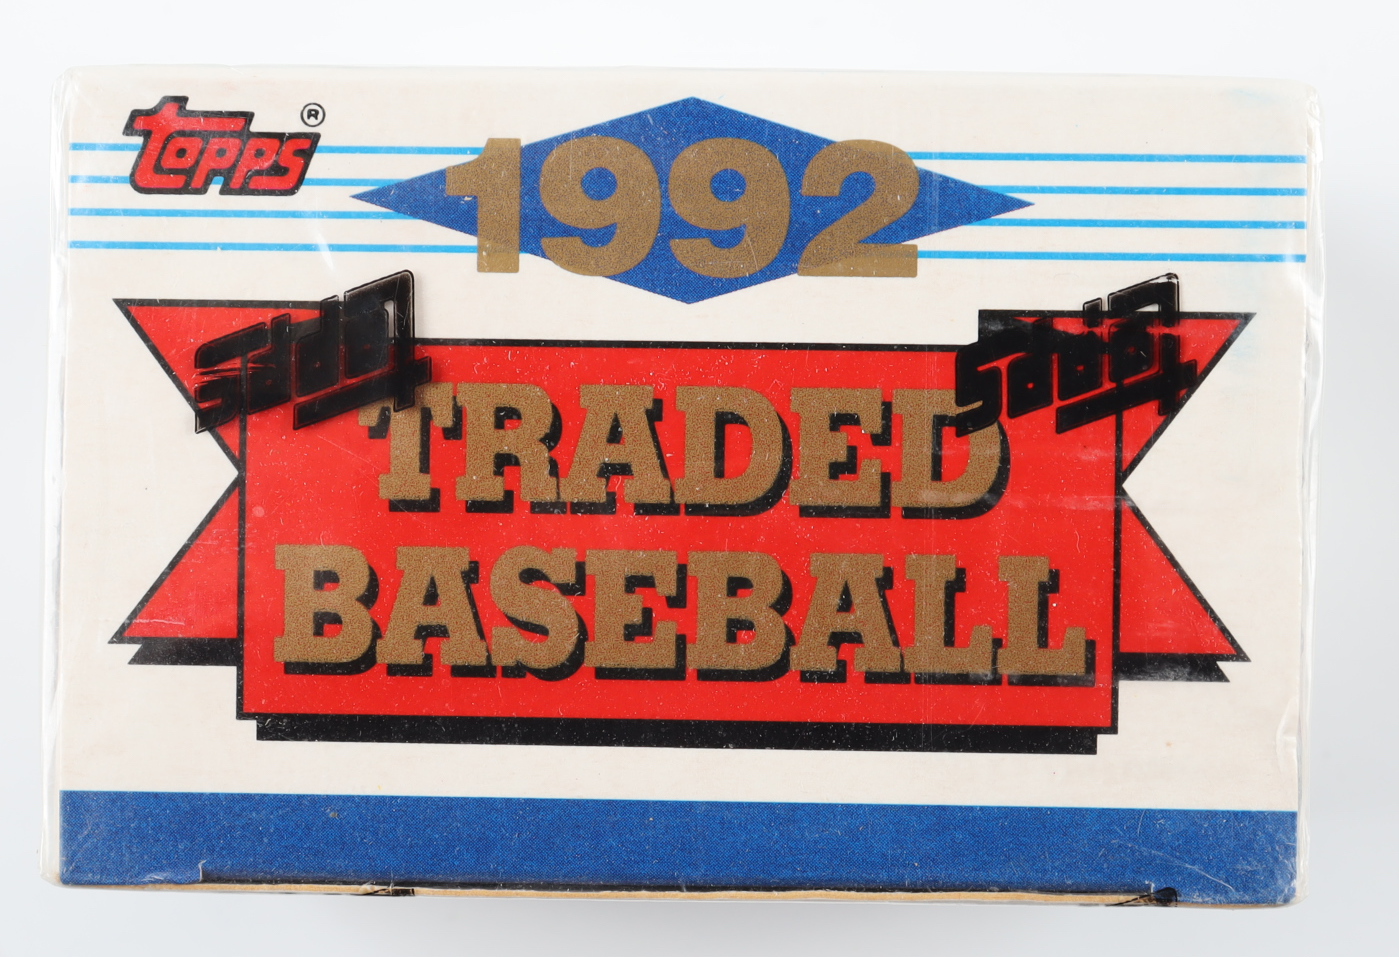 Topps ®
1992
Topps Topps
TRADED
BASEBALL